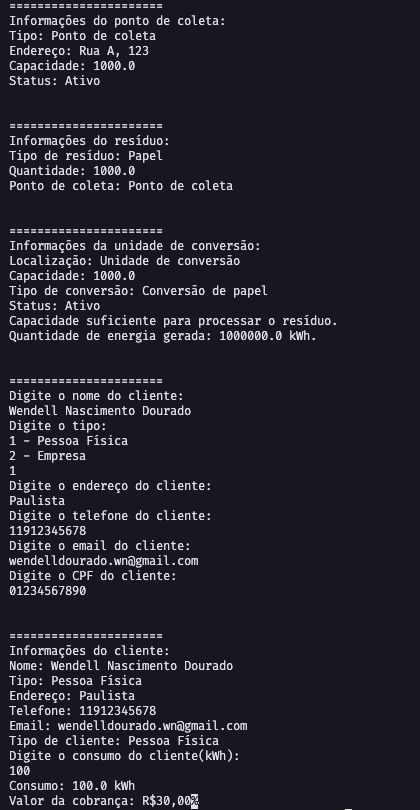 ======================
Informações do ponto de coleta:
Tipo: Ponto de coleta
Endereço: Rua A, 123
Capacidade: 1000.0
Status: Ativo
======================
Informações do resíduo:
Tipo de resíduo: Papel
Quantidade: 1000.0
Ponto de coleta: Ponto de coleta
======================
Informações da unidade de conversão:
Localização: Unidade de conversão
Capacidade: 1000.0
Tipo de conversão: Conversão de papel
Status: Ativo
Capacidade suficiente para processar o resíduo.
Quantidade de energia gerada: 1000000.0 kWh.
======================
Digite o nome do cliente:
Wendell Nascimento Dourado
Digite o tipo:
1 - Pessoa Física
2 - Empresa
1
Digite o endereço do cliente:
Paulista
Digite o telefone do cliente:
11912345678
Digite o email do cliente:
wendelldourado.wn@gmail.com
Digite o CPF do cliente:
01234567890
======================
Informações do cliente:
Nome: Wendell Nascimento Dourado
Tipo: Pessoa Física
Endereço: Paulista
Telefone: 11912345678
Email: wendelldourado.wn@gmail.com
Tipo de cliente: Pessoa Física
Digite o consumo do cliente(kWh):
100
Consumo: 100.0 kWh
Valor da cobrança: R$30,00%